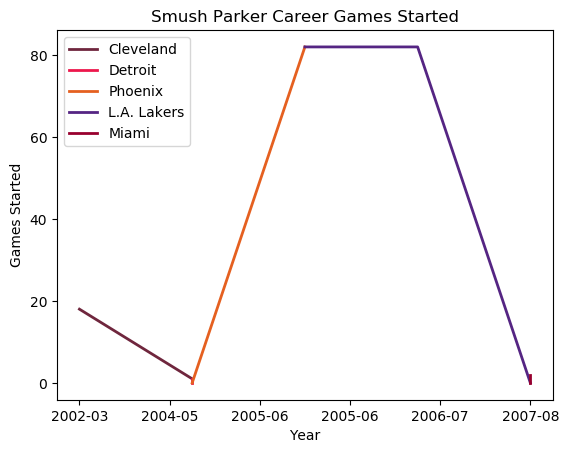 Smush Parker Career Games Started
Cleveland
Detroit
Phoenix
L.A. Lakers
Miami
80
60
40
20
0
Games Started
2002-03 2004-05 2005-06 2005-06 2006-07 2007-08
Year